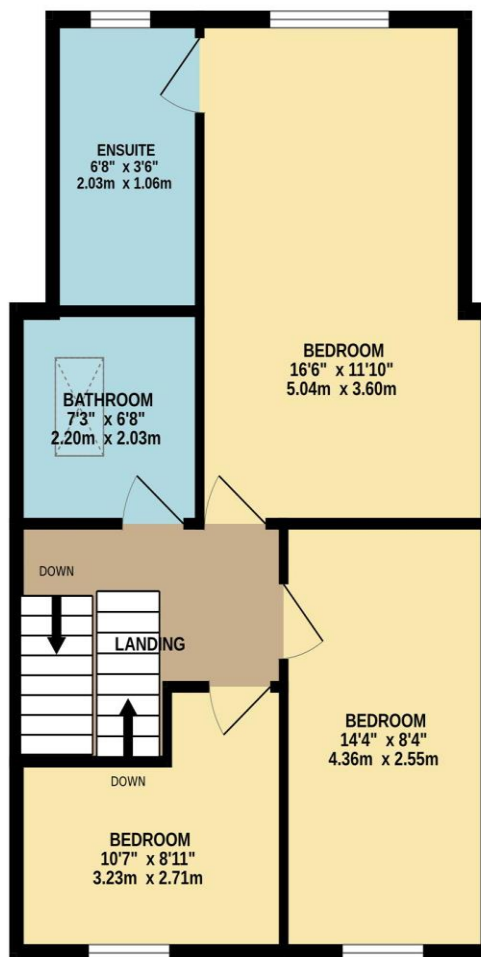 ENSUITE
6'8" x 3'6"
2.03m x 1.06m
BEDROOM
16'6" x 11'10"
5.04m x 3.60m
BATHROOM
7'3" x 6'8"
2.20m x 2.03m
DOWN
LANDING
BEDROOM
14'4" x 8'4"
4.36m x 2.55m
DOWN
BEDROOM
10'7" x 8'11"
3.23m x 2.71m